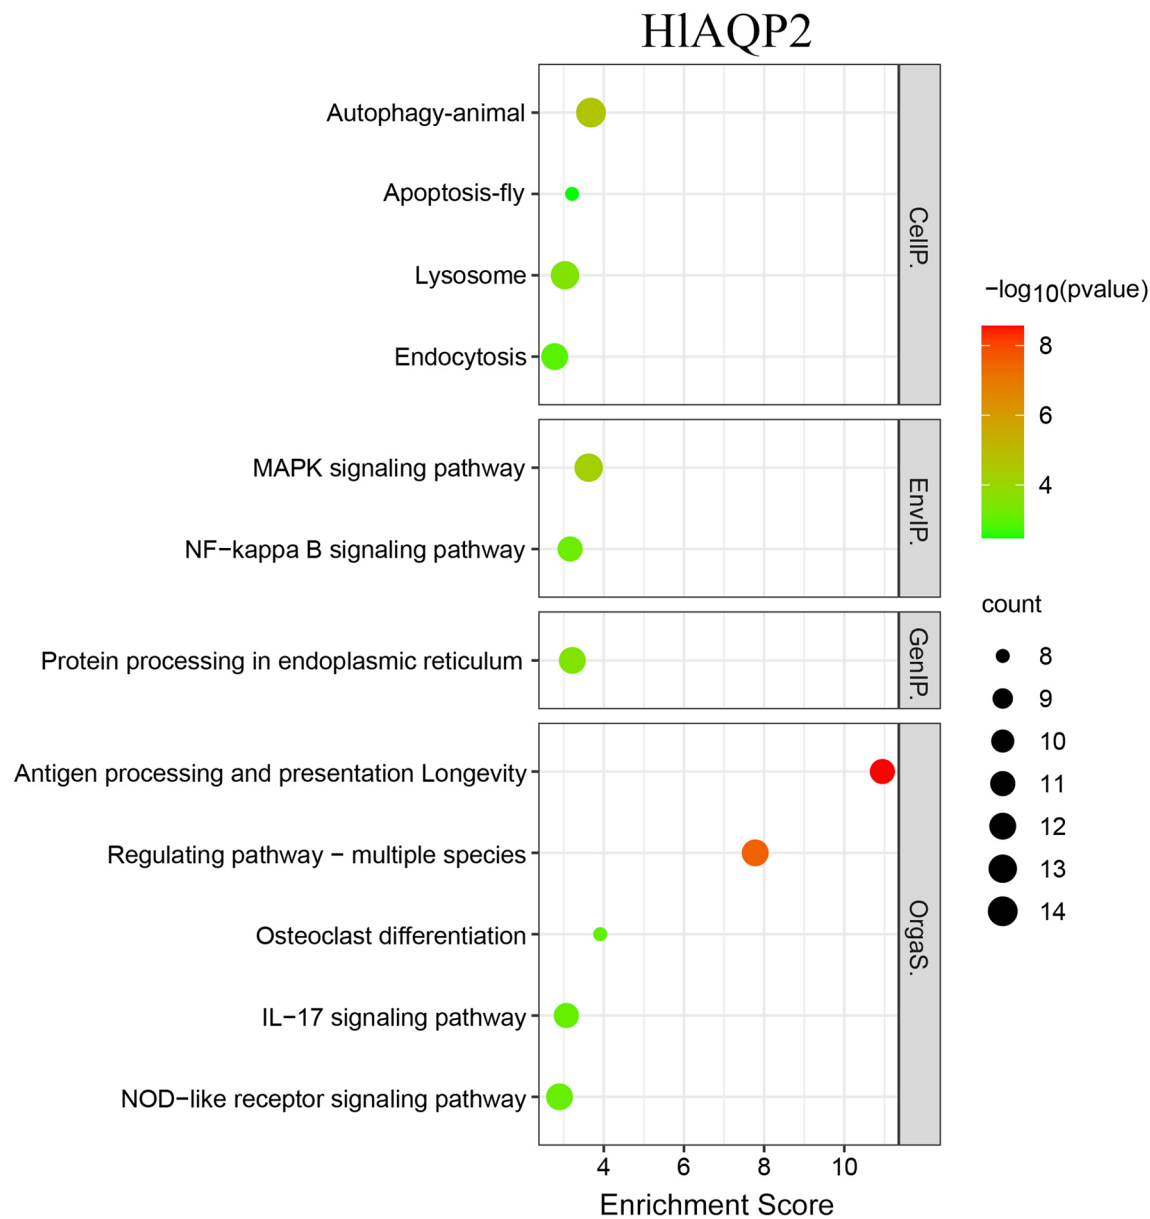 HlAQP2
Autophagy-animal
Apoptosis-fly
Lysosome
Endocytosis
CellP.
MAPK signaling pathway
NF−kappa B signaling pathway
EnvIP.
Protein processing in endoplasmic reticulum
GenIP.
Antigen processing and presentation Longevity
Regulating pathway − multiple species
Osteoclast differentiation
IL−17 signaling pathway
NOD−like receptor signaling pathway
OrgaS.
4 6 8 10
Enrichment Score
−log10(pvalue)
8
6
4
count
8
9
10
11
12
13
14